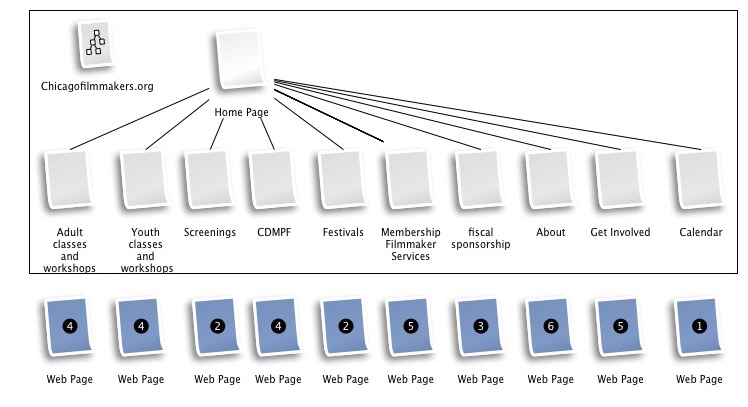 Chicagofilmmakers.org
Home Page
Adult
classes
and
workshops
Youth
classes
and
workshops
Screenings
CDMPF
Festivals
Membership
Filmmaker
Services
fiscal
sponsorship
About
Get Involved
Calendar
4 4 2 4 2 5 3 6 5 1
Web Page Web Page Web Page Web Page Web Page Web Page Web Page Web Page Web Page Web Page